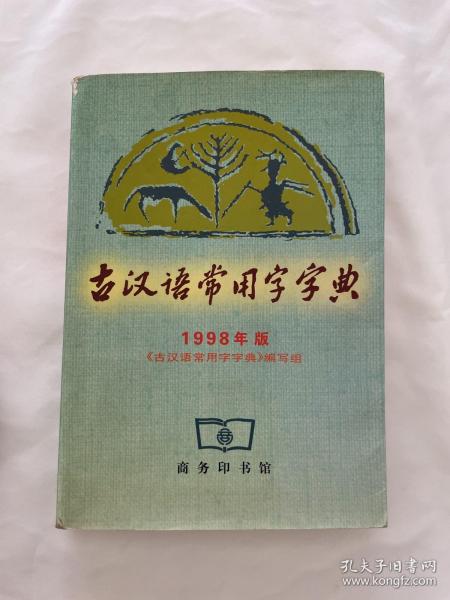 古汉语常用字字典
1998年版
《古汉语常用字字典》编写组
商务印书馆
孔夫子旧书网
www.kongfz.com